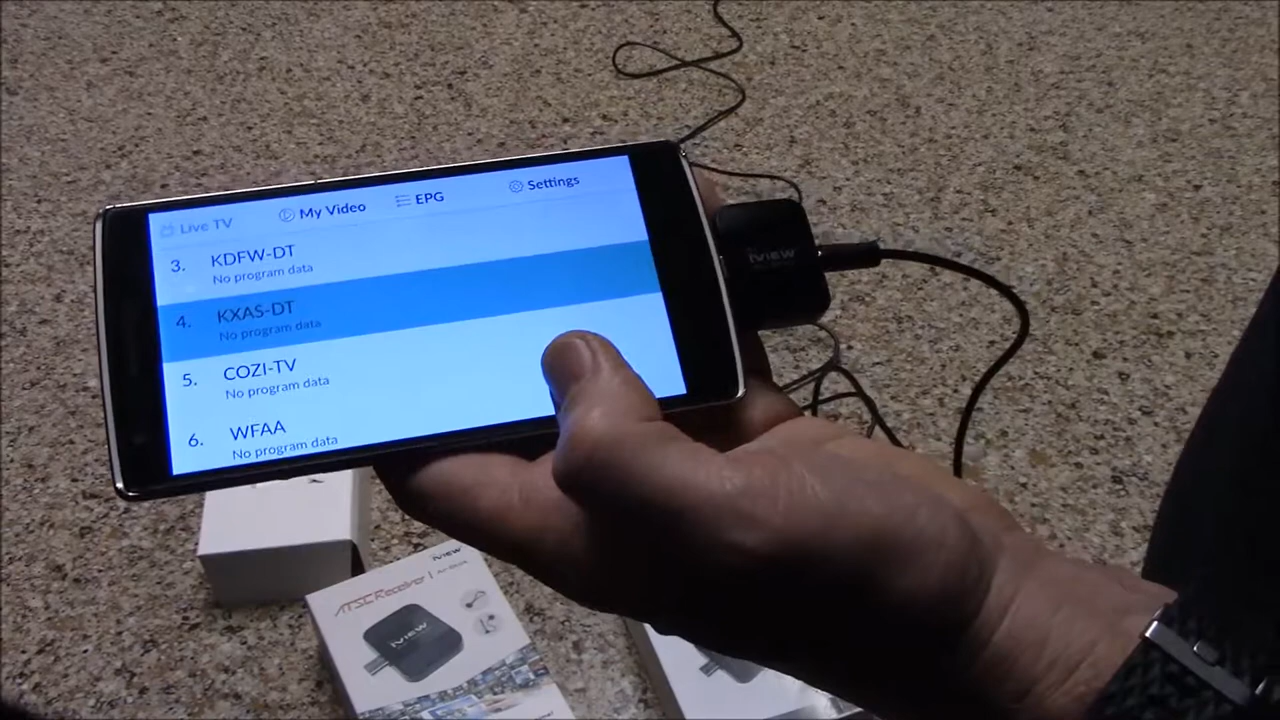 Live TV
My Video
EPG
Settings
3. KDFW-DT
No program data
4. KXAS-DT
No program data
5. COZI-TV
No program data
6. WFAA
No program data
iVIEW
iVIEW
ATSC Receiver
iVIEW